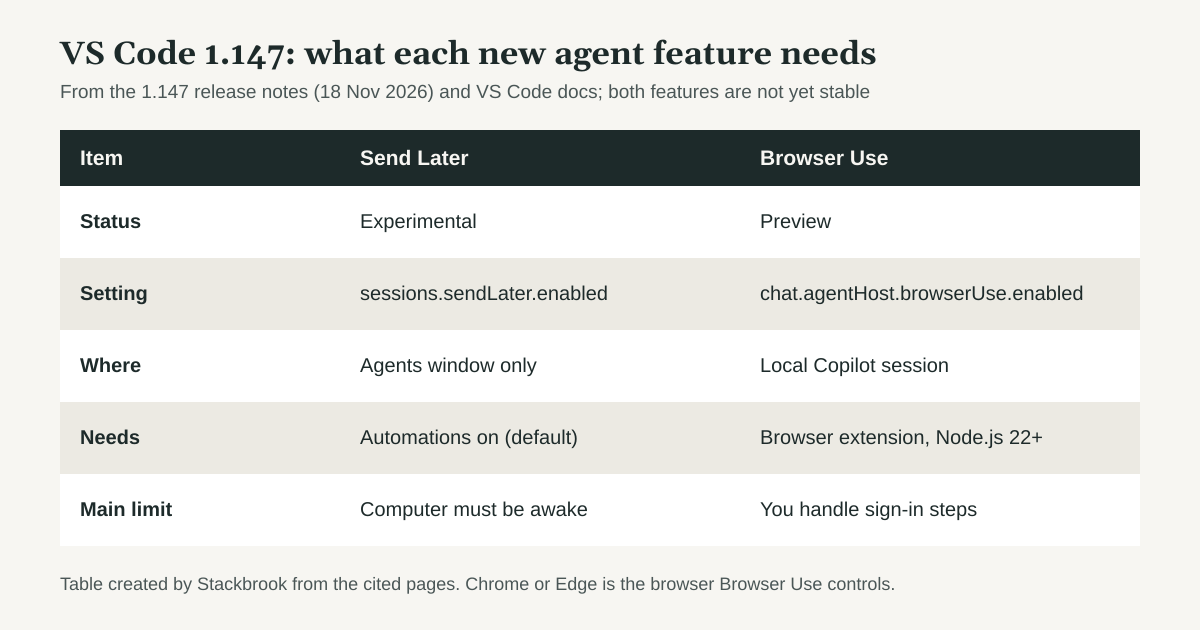 VS Code 1.147: what each new agent feature needs
From the 1.147 release notes (18 Nov 2026) and VS Code docs; both features are not yet stable
Item Send Later Browser Use
Status Experimental Preview
Setting sessions.sendLater.enabled chat.agentHost.browserUse.enabled
Where Agents window only Local Copilot session
Needs Automations on (default) Browser extension, Node.js 22+
Main limit Computer must be awake You handle sign-in steps
Table created by Stackbrook from the cited pages. Chrome or Edge is the browser Browser Use controls.